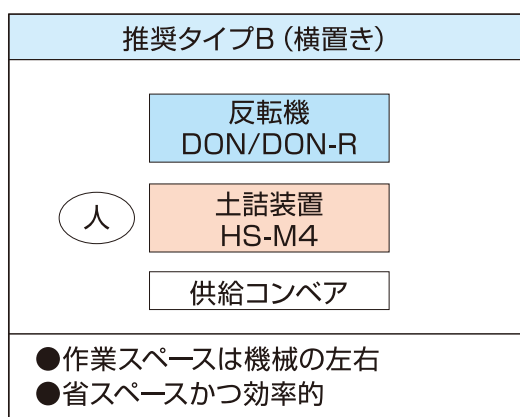 推奨タイプB（横置き）
反転機
DON/DON-R
人
土詰装置
HS-M4
供給コンベア
●作業スペースは機械の左右
●省スペースかつ効率的